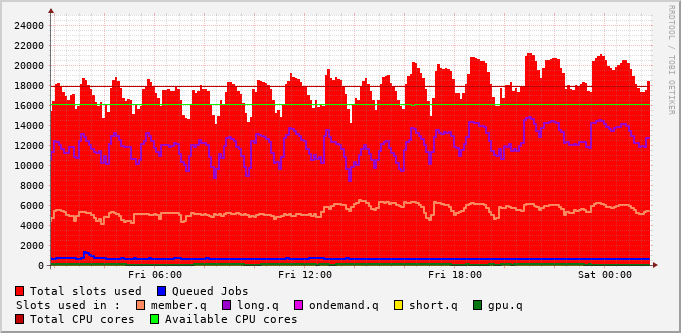 RRDTOOL / TOBI OETIKER
24000
22000
20000
18000
16000
14000
12000
10000
8000
6000
4000
2000
0
Fri 06:00 Fri 12:00 Fri 18:00 Sat 00:00
Total slots used Queued Jobs
Slots used in : member.q long.q ondemand.q short.q gpu.q
Total CPU cores Available CPU cores